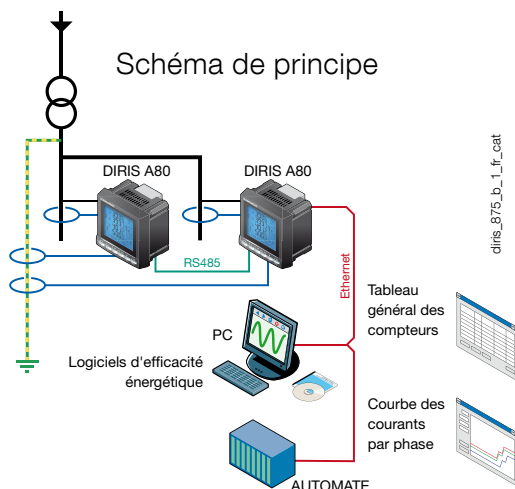 Schéma de principe
DIRIS A80
DIRIS A80
RS485
Ethernet
diris_875_b_1_fr_cat
Tableau
général des
compteurs
PC
Logiciels d'efficacité
énergétique
Courbe des
courants
par phase
AUTOMATE